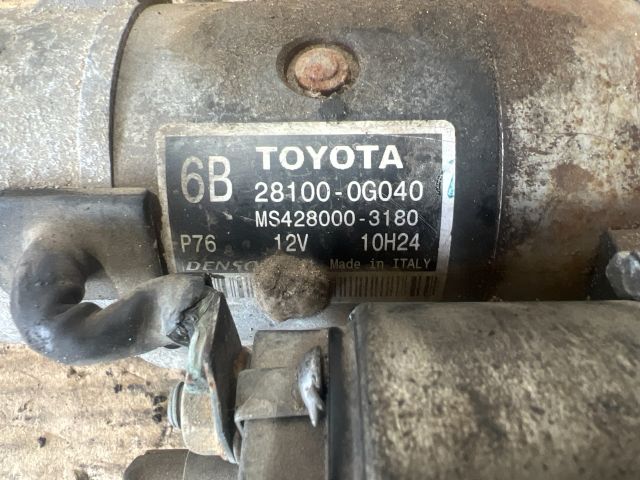 6B TOYOTA
28100-0G040
MS428000-3180
P76 12V 10H24
DENSO Made in ITALY